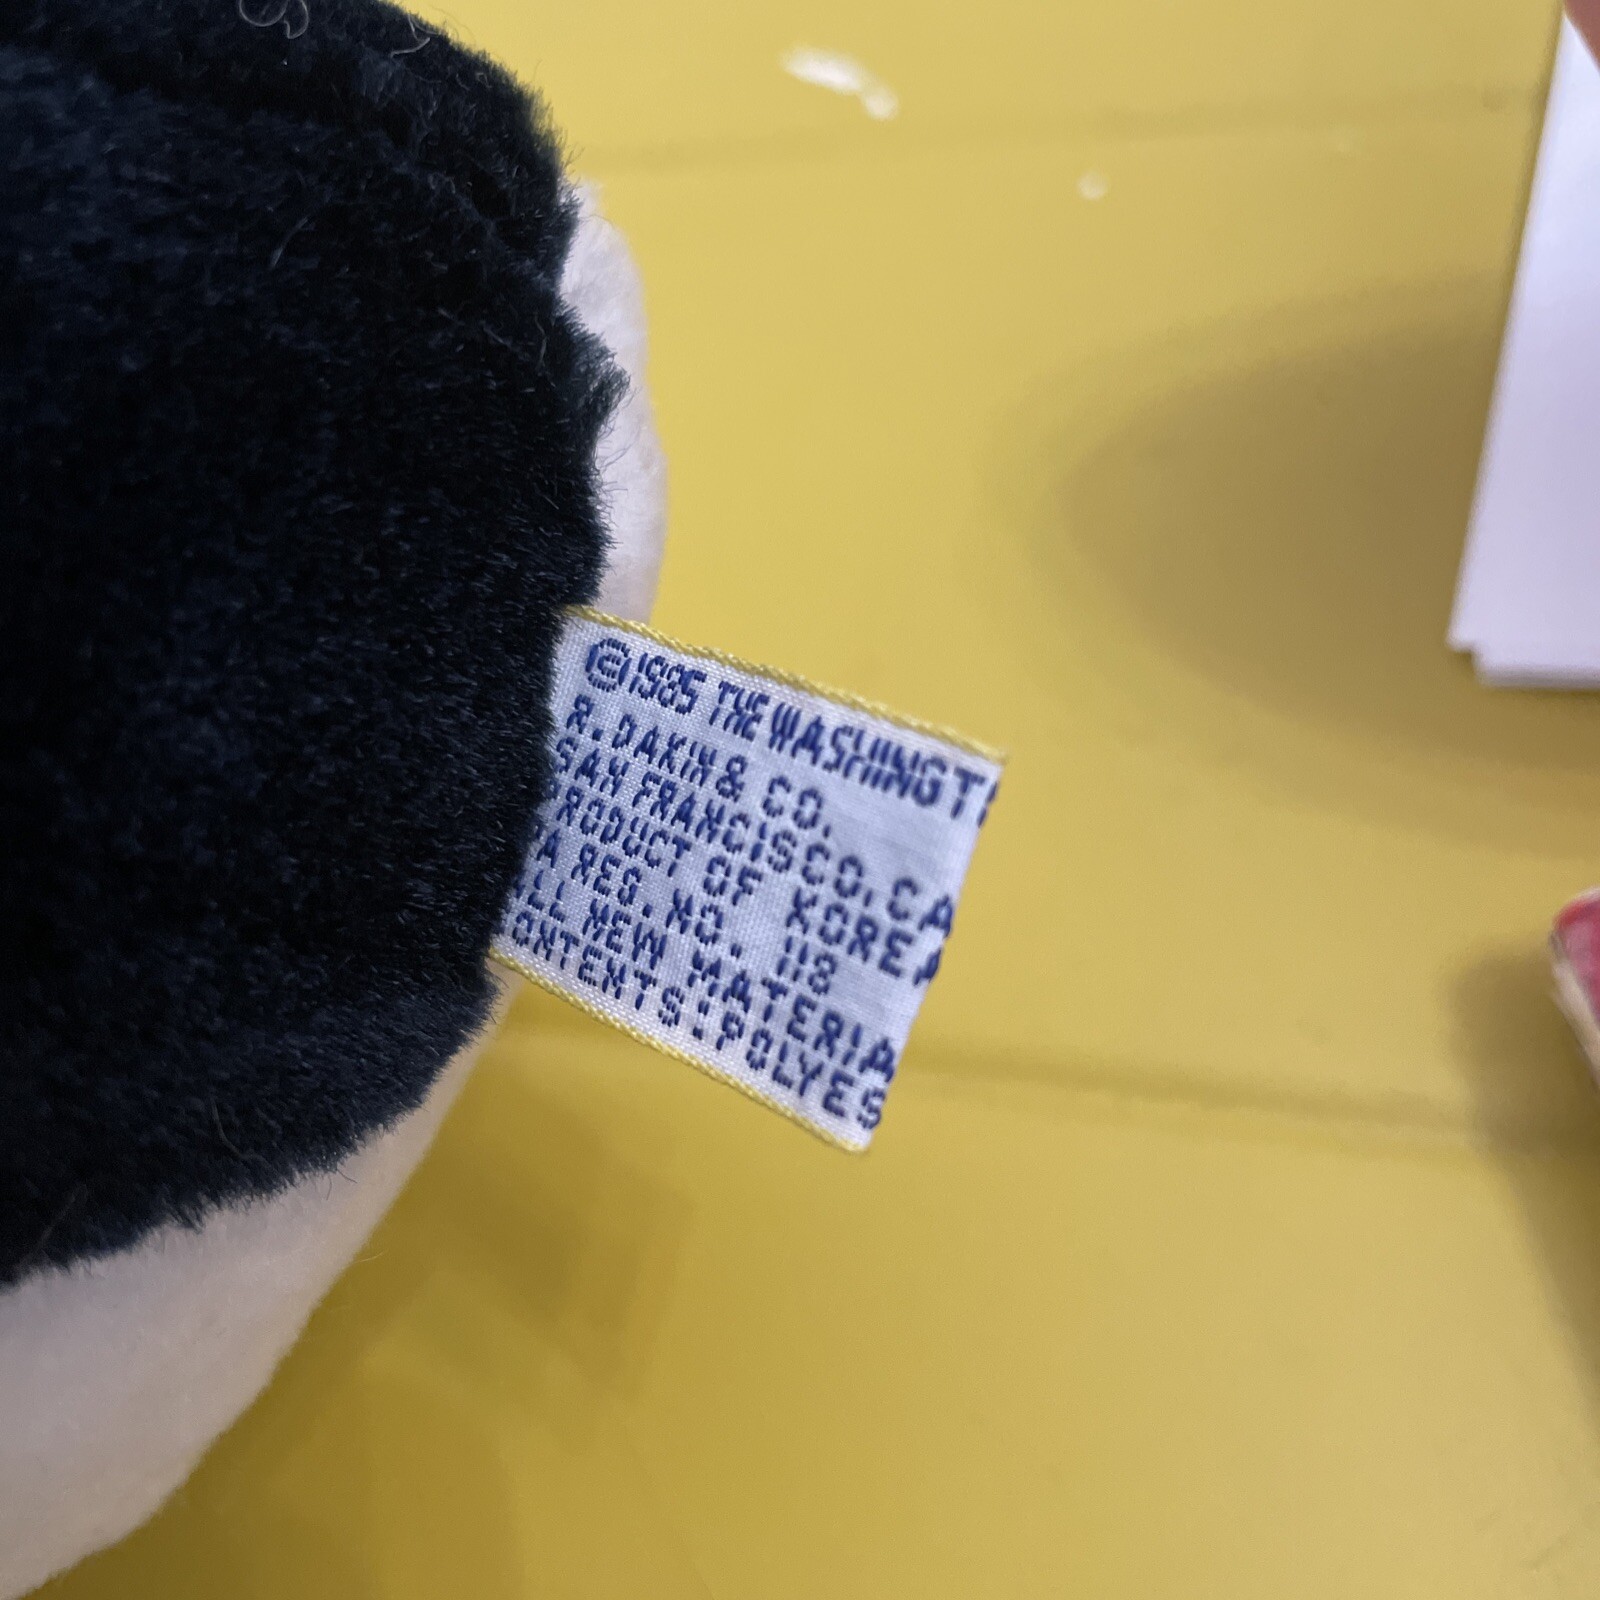 ©1985 THE WASHINGT
R. DAKIN & CO.
SAN FRANCISCO, CA
PRODUCT OF KOREA
PA REG. NO. 118
ALL NEW MATERIA
ONTENTS: POLYES